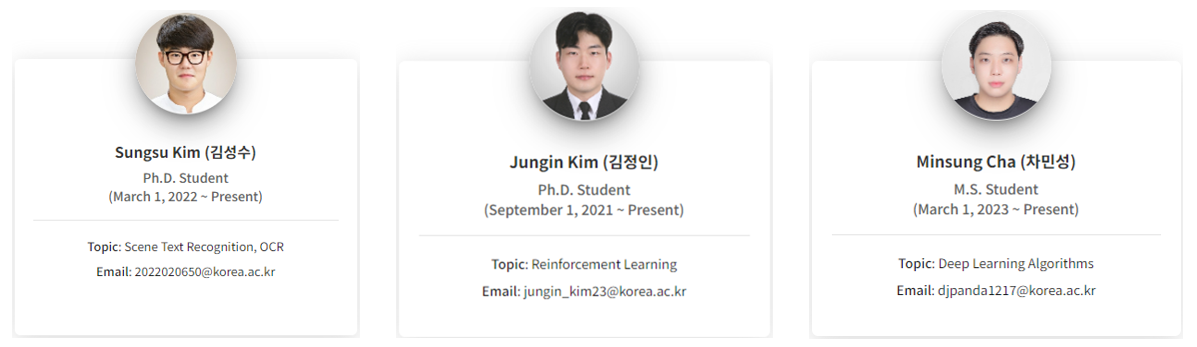 Sungsu Kim (김성수)
Ph.D. Student
(March 1, 2022 ~ Present)
Topic: Scene Text Recognition, OCR
Email: 2022020650@korea.ac.kr
Jungin Kim (김정인)
Ph.D. Student
(September 1, 2021 ~ Present)
Topic: Reinforcement Learning
Email: jungin_kim23@korea.ac.kr
Minsung Cha (차민성)
M.S. Student
(March 1, 2023 ~ Present)
Topic: Deep Learning Algorithms
Email: djpanda1217@korea.ac.kr